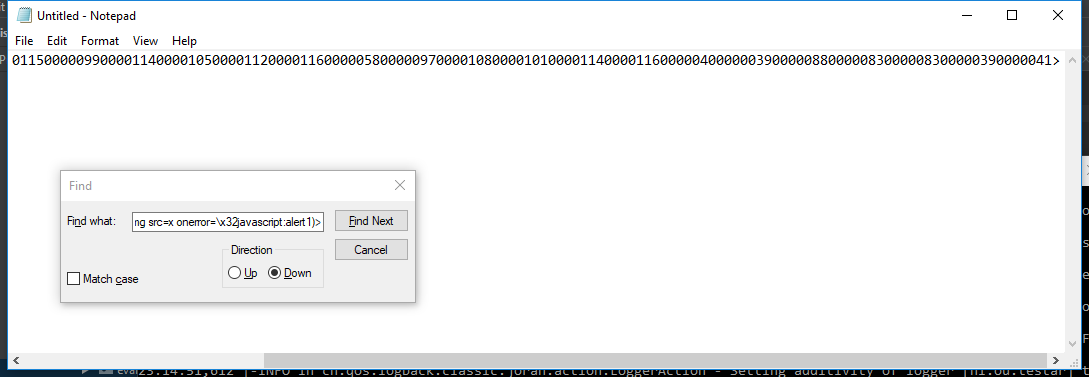 Untitled - Notepad
File Edit Format View Help
0115000009900001140000105000011200001160000058000009700001080000101000011400001160000040000003900000880000083000008300000390000041>
Find
Find what: ng src=x onerror=\x32javascript:alert1)> Find Next
Direction Cancel
Match case Up Down
eval
23:14:51,612 |-INFO in ch.qos.logback.classic.joran.action.LoggerAction - Setting additivity of logger [nl.ou.testar]